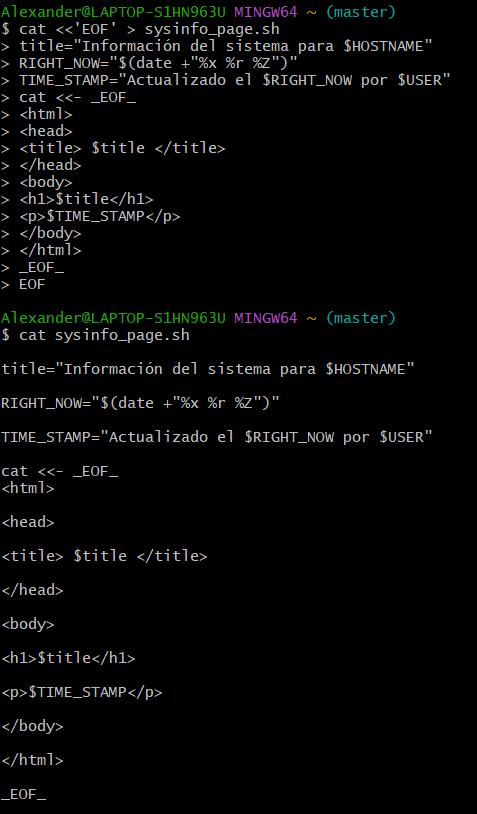 Alexander@LAPTOP-S1HN963U MINGW64 ~ (master)
$ cat <<'EOF' > sysinfo_page.sh
> title="Información del sistema para $HOSTNAME"
> RIGHT_NOW="$(date +"%x %r %Z")"
> TIME_STAMP="Actualizado el $RIGHT_NOW por $USER"
> cat <<- _EOF_
> <html>
> <head>
> <title> $title </title>
> </head>
> <body>
> <h1>$title</h1>
> <p>$TIME_STAMP</p>
> </body>
> </html>
> _EOF_
> EOF
Alexander@LAPTOP-S1HN963U MINGW64 ~ (master)
$ cat sysinfo_page.sh
title="Información del sistema para $HOSTNAME"
RIGHT_NOW="$(date +"%x %r %Z")"
TIME_STAMP="Actualizado el $RIGHT_NOW por $USER"
cat <<- _EOF_
<html>
<head>
<title> $title </title>
</head>
<body>
<h1>$title</h1>
<p>$TIME_STAMP</p>
</body>
</html>
_EOF_